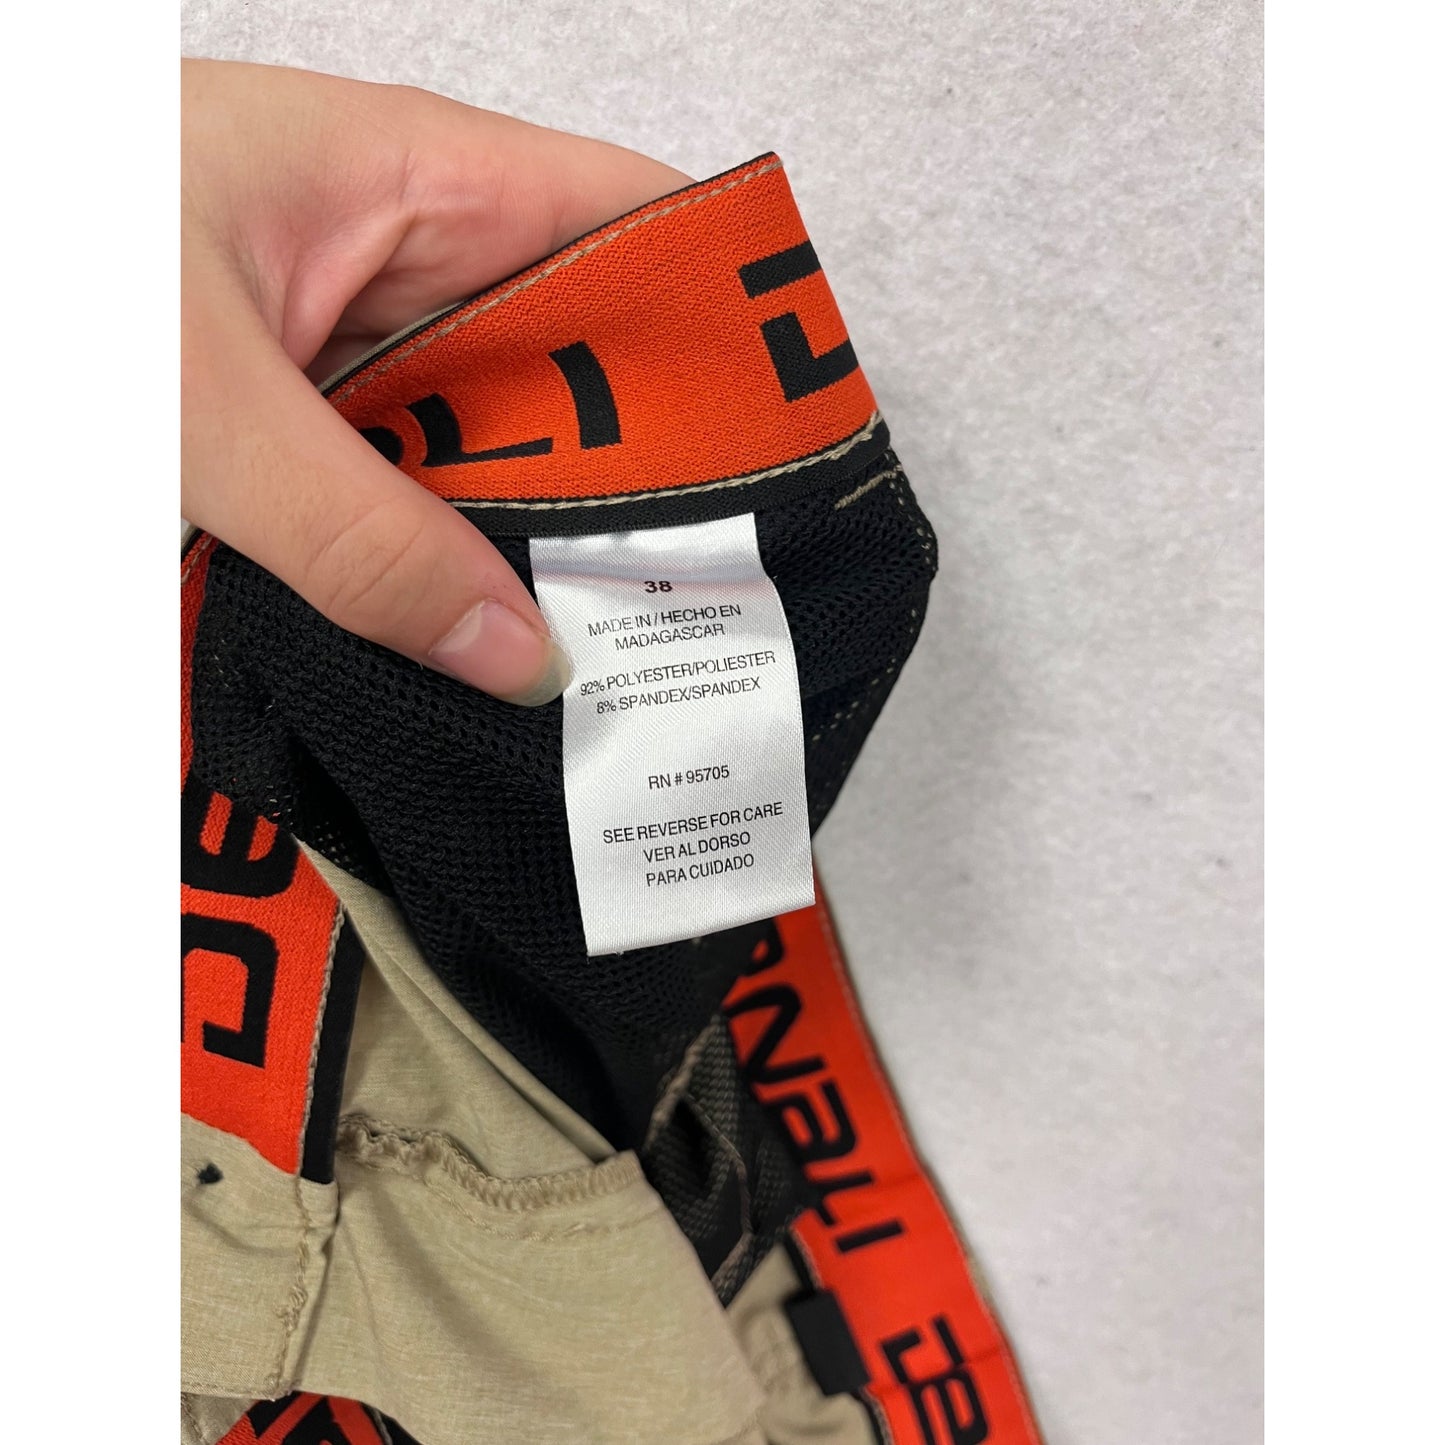 38
MADE IN / HECHO EN
MADAGASCAR
92% POLYESTER/POLIESTER
8% SPANDEX/SPANDEX
RN # 95705
SEE REVERSE FOR CARE
VER AL DORSO
PARA CUIDADO